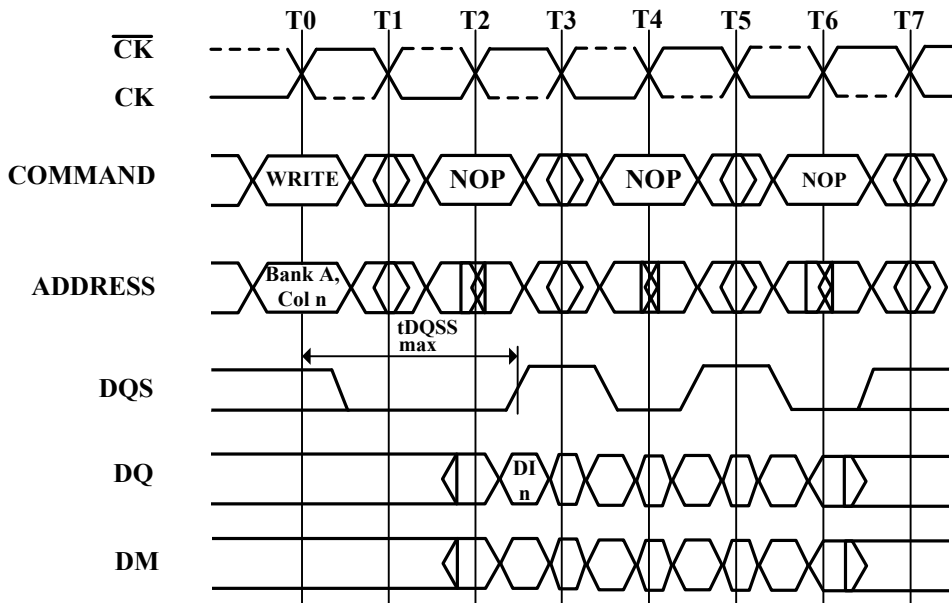 T0 T1 T2 T3 T4 T5 T6 T7
CK
CK
COMMAND WRITE NOP NOP NOP
ADDRESS Bank A,
Col n
tDQSS
max
DQS
DQ DI
n
DM